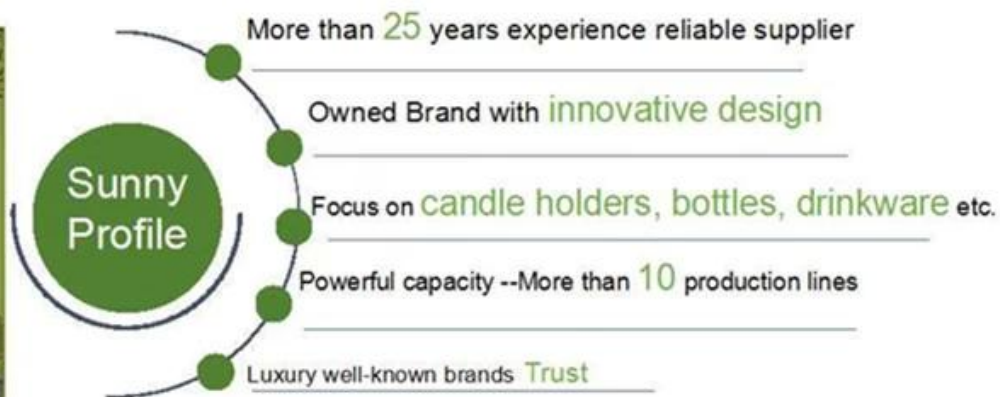 Sunny
Profile
More than 25 years experience reliable supplier
Owned Brand with innovative design
Focus on candle holders, bottles, drinkware etc.
Powerful capacity --More than 10 production lines
Luxury well-known brands Trust